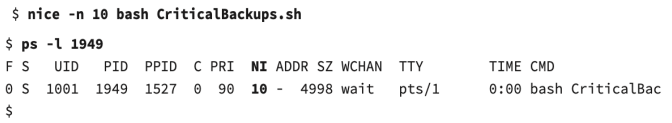 $ nice -n 10 bash CriticalBackups.sh
$ ps -l 1949
F S   UID   PID  PPID  C PRI  NI ADDR SZ WCHAN  TTY        TIME CMD
0 S  1001  1949  1527  0  90  10 -  4998 wait   pts/1      0:00 bash CriticalBac
$